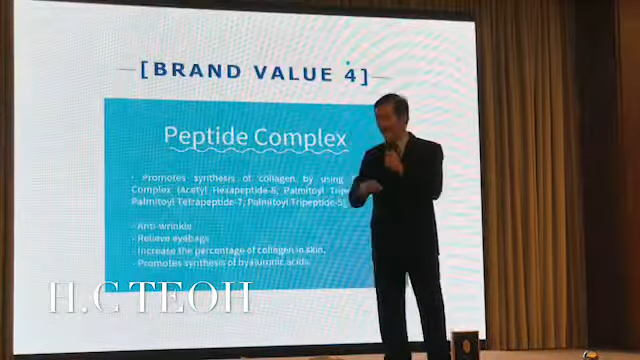 [BRAND VALUE 4]
Peptide Complex
· Promotes synthesis of collagen by using
Complex (Acetyl Hexapeptide-8; Palmitoyl
Palmitoyl Tetrapeptide-7; Palmitoyl Tripeptide-5)
- Anti-wrinkle
- Relieve eyebags
- Increase the percentage of collagen in skin.
- Promotes synthesis of hyaluronic acids.
H.C TEOH